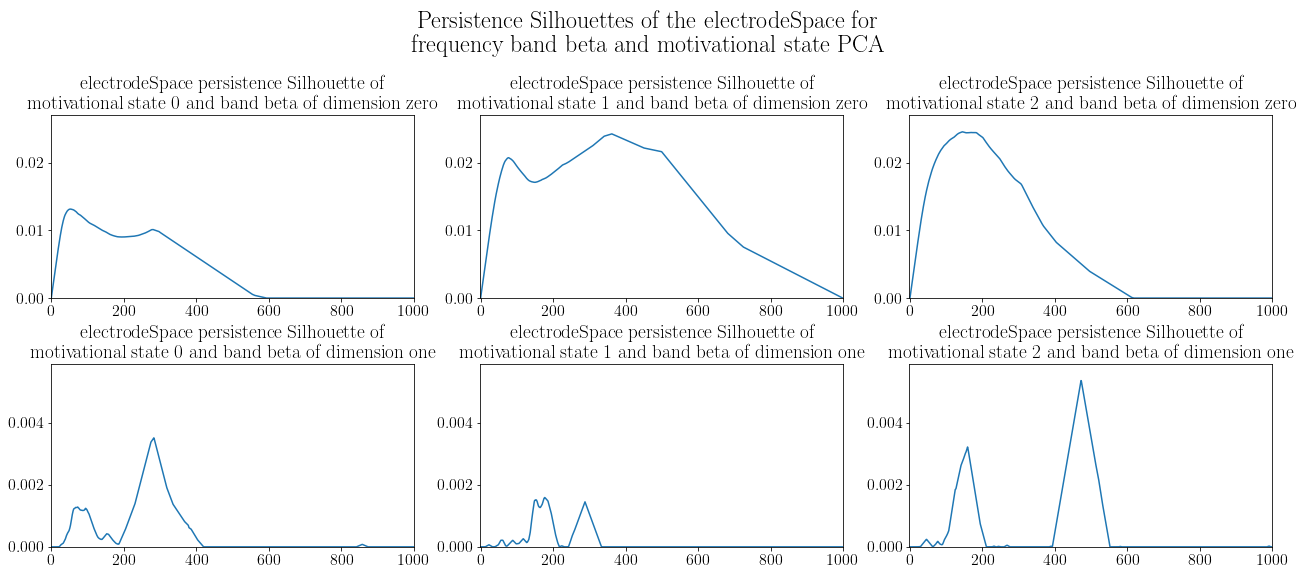 Persistence Silhouettes of the electrodeSpace for
frequency band beta and motivational state PCA
electrodeSpace persistence Silhouette of
motivational state 0 and band beta of dimension zero
electrodeSpace persistence Silhouette of
motivational state 1 and band beta of dimension zero
electrodeSpace persistence Silhouette of
motivational state 2 and band beta of dimension zero
0.02
0.01
0.00
0 200 400 600 800 1000
0.02
0.01
0.00
0 200 400 600 800 1000
0.02
0.01
0.00
0 200 400 600 800 1000
electrodeSpace persistence Silhouette of
motivational state 0 and band beta of dimension one
electrodeSpace persistence Silhouette of
motivational state 1 and band beta of dimension one
electrodeSpace persistence Silhouette of
motivational state 2 and band beta of dimension one
0.004
0.002
0.000
0 200 400 600 800 1000
0.004
0.002
0.000
0 200 400 600 800 1000
0.004
0.002
0.000
0 200 400 600 800 1000